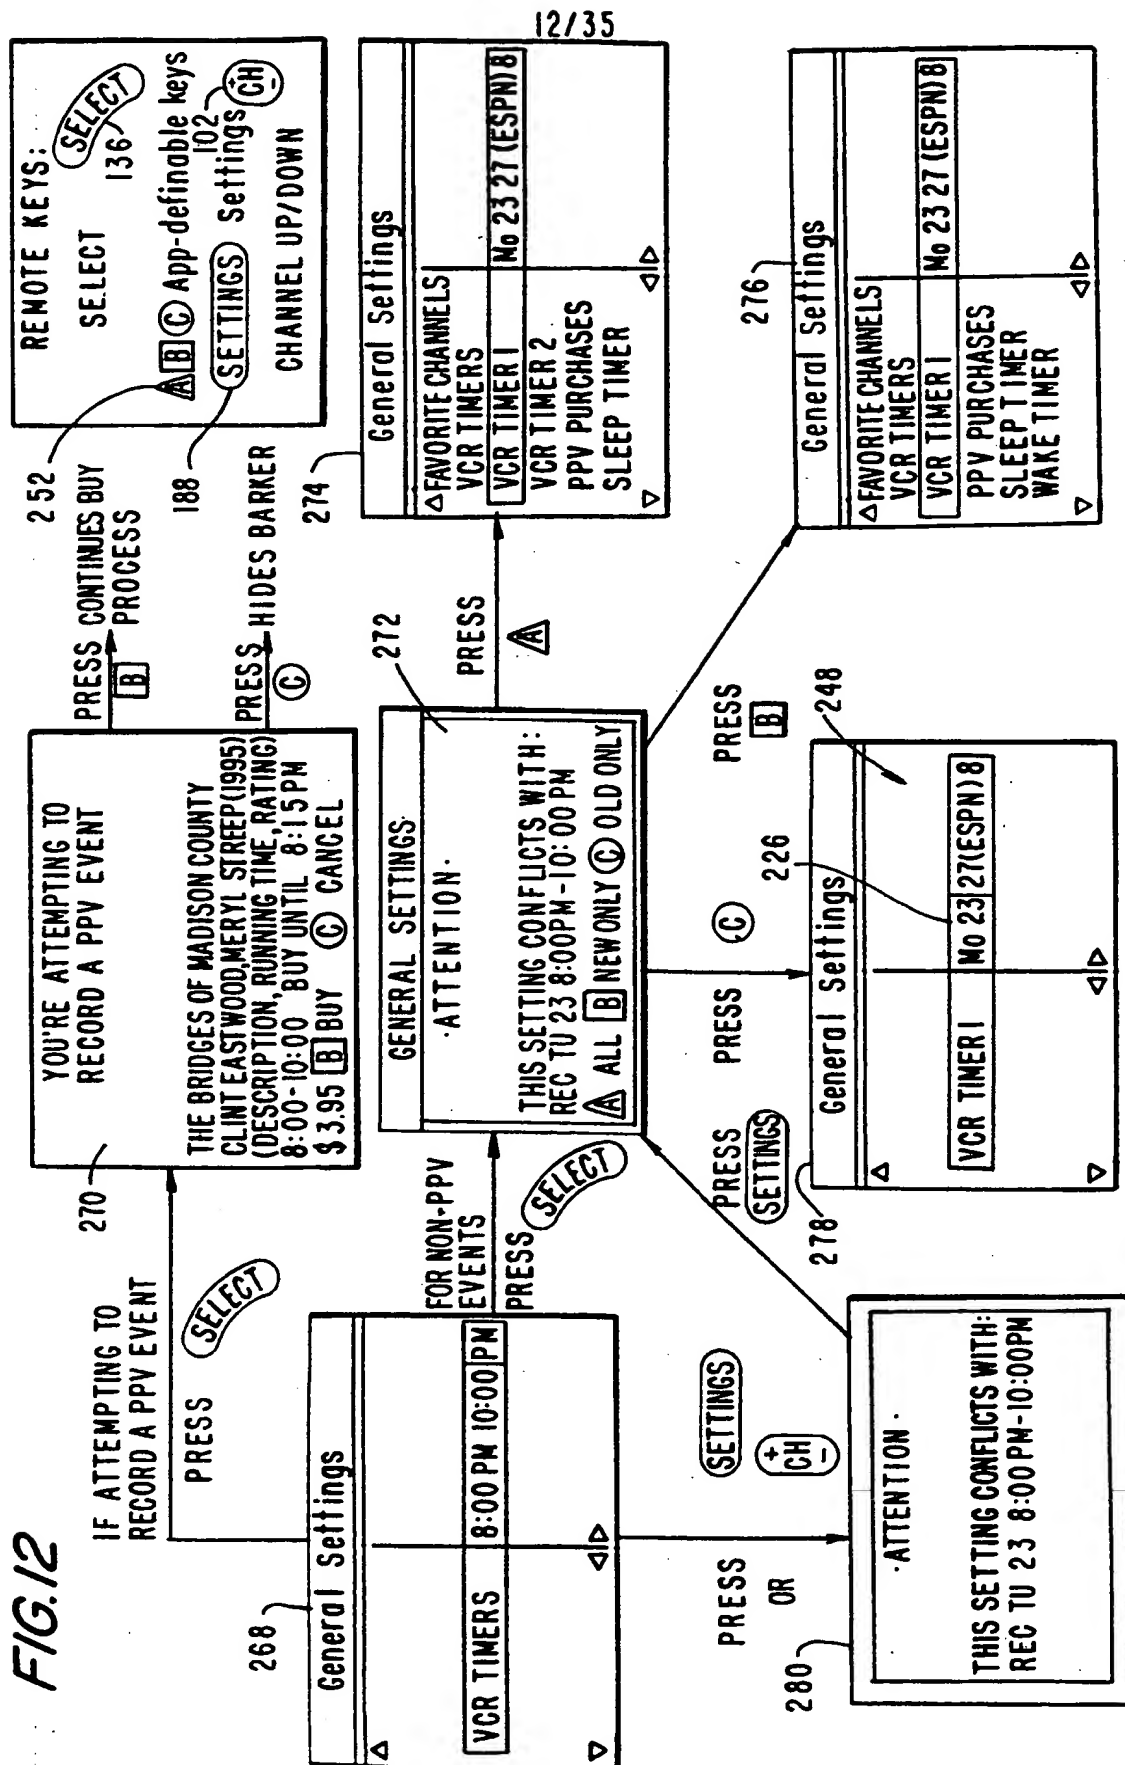 12/35
FIG.12
IF ATTEMPTING TO
RECORD A PPV EVENT
PRESS
SELECT
270
YOU'RE ATTEMPTING TO
RECORD A PPV EVENT
THE BRIDGES OF MADISON COUNTY
CLINT EASTWOOD,MERYL STREEP(1995)
(DESCRIPTION, RUNNING TIME, RATING)
8:00-10:00 BUY UNTIL 8:15PM
$3.95 B BUY C CANCEL
PRESS
B
CONTINUES BUY
PROCESS
PRESS
C
HIDES BARKER
REMOTE KEYS:
SELECT
SELECT
136
252
A B C App-definable keys
102
188
SETTINGS Settings
CHANNEL UP/DOWN
+
CH
-
268
General Settings
VCR TIMERS 8:00PM 10:00 PM
FOR NON-PPV
EVENTS
PRESS
SELECT
272
GENERAL SETTINGS
·ATTENTION·
THIS SETTING CONFLICTS WITH:
REC TU 23 8:00PM-10:00PM
A ALL B NEW ONLY C OLD ONLY
PRESS
A
274
General Settings
FAVORITE CHANNELS
VCR TIMERS
VCR TIMER 1 Mo 23 27 (ESPN) 8
VCR TIMER 2
PPV PURCHASES
SLEEP TIMER
PRESS
OR
SETTINGS
+
CH
-
280
·ATTENTION·
THIS SETTING CONFLICTS WITH:
REC TU 23 8:00PM-10:00PM
PRESS
SETTINGS
PRESS
C
PRESS
B
278
General Settings
226
248
VCR TIMER 1 Mo 23 27(ESPN) 8
276
General Settings
FAVORITE CHANNELS
VCR TIMERS
VCR TIMER 1 Mo 23 27 (ESPN) 8
PPV PURCHASES
SLEEP TIMER
WAKE TIMER